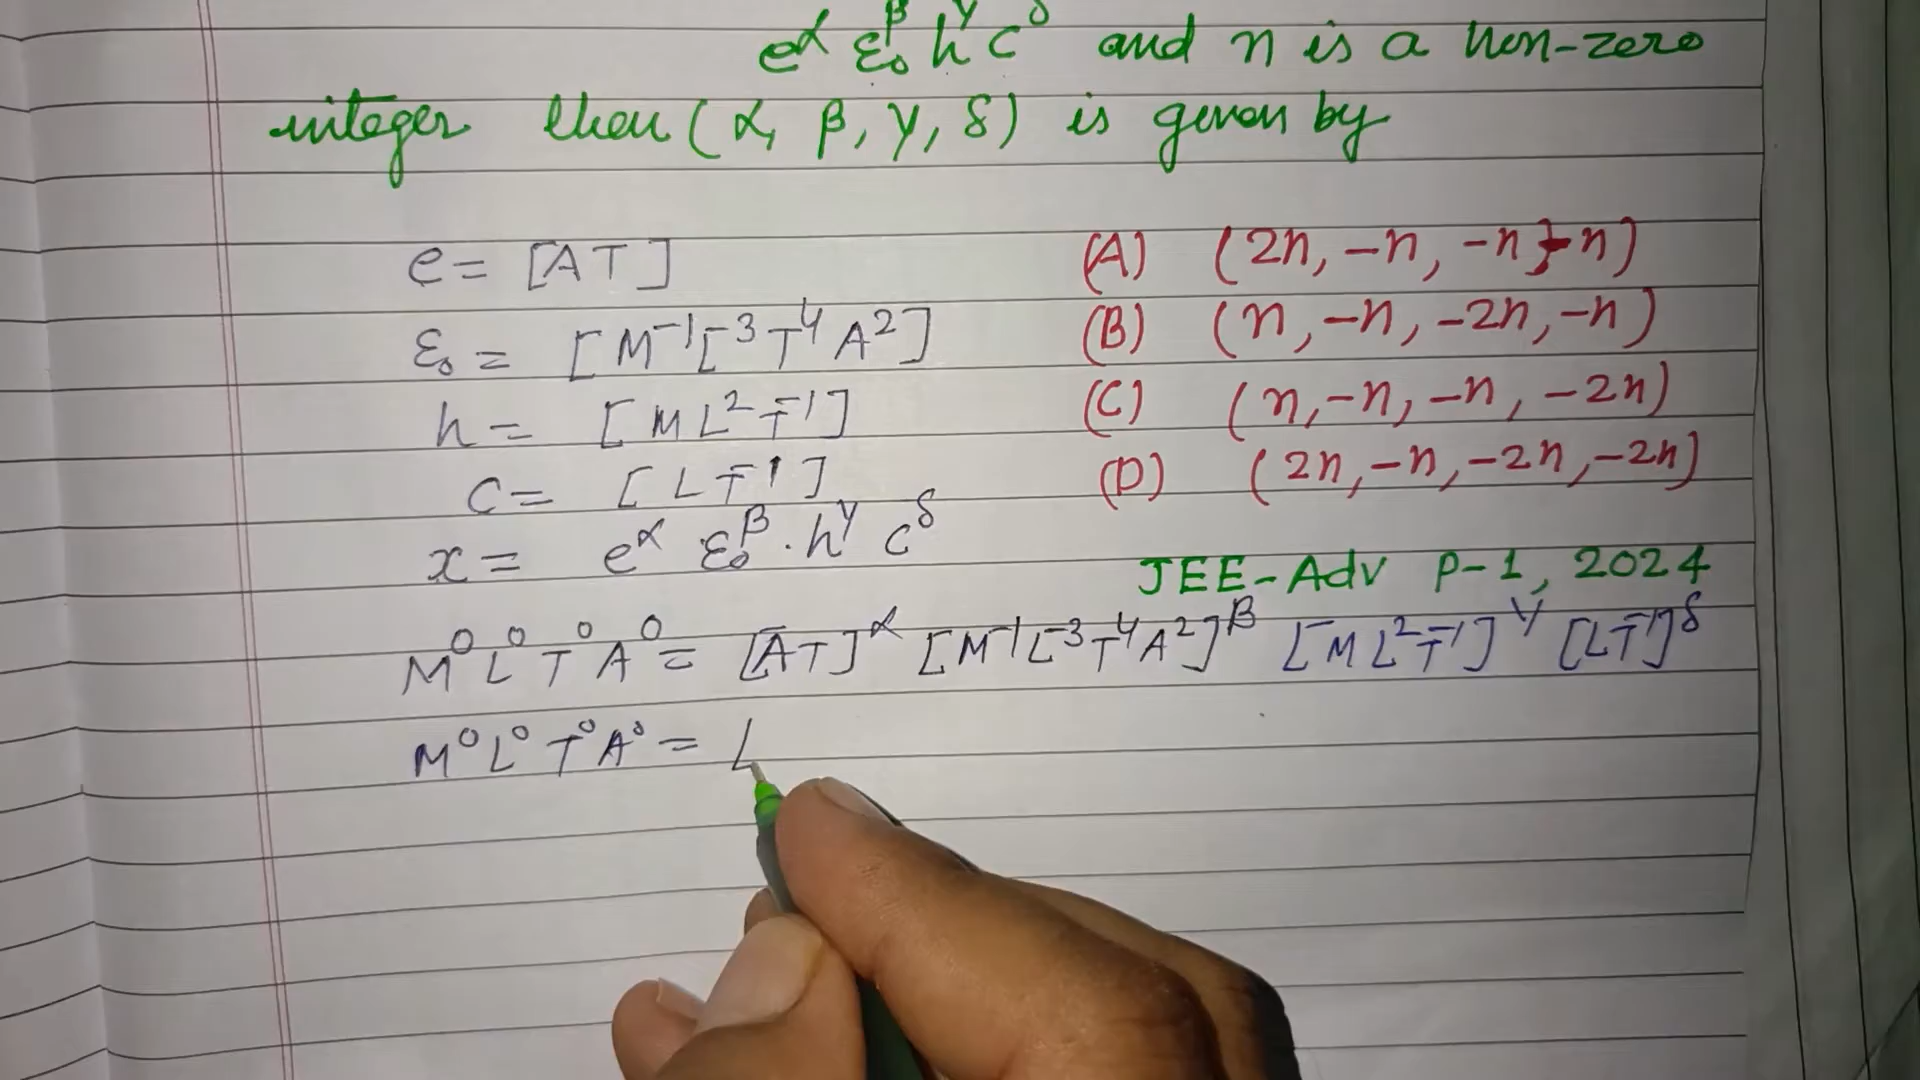 e^α ε₀^β h^γ c^δ and n is a non-zero
integer then (α, β, γ, δ) is given by
e = [AT]
(A) (2n, -n, -n, -n)
ε₀ = [M⁻¹L⁻³T⁴A²]
(B) (n, -n, -2n, -n)
h = [ML²T⁻¹]
(C) (n, -n, -n, -2n)
c = [LT⁻¹]
(D) (2n, -n, -2n, -2n)
x = e^α ε₀^β · h^γ c^δ
JEE-Adv P-1, 2024
M⁰L⁰T⁰A⁰ = [AT]^α [M⁻¹L⁻³T⁴A²]^β [ML²T⁻¹]^γ [LT⁻¹]^δ
M⁰L⁰T⁰A⁰ = L